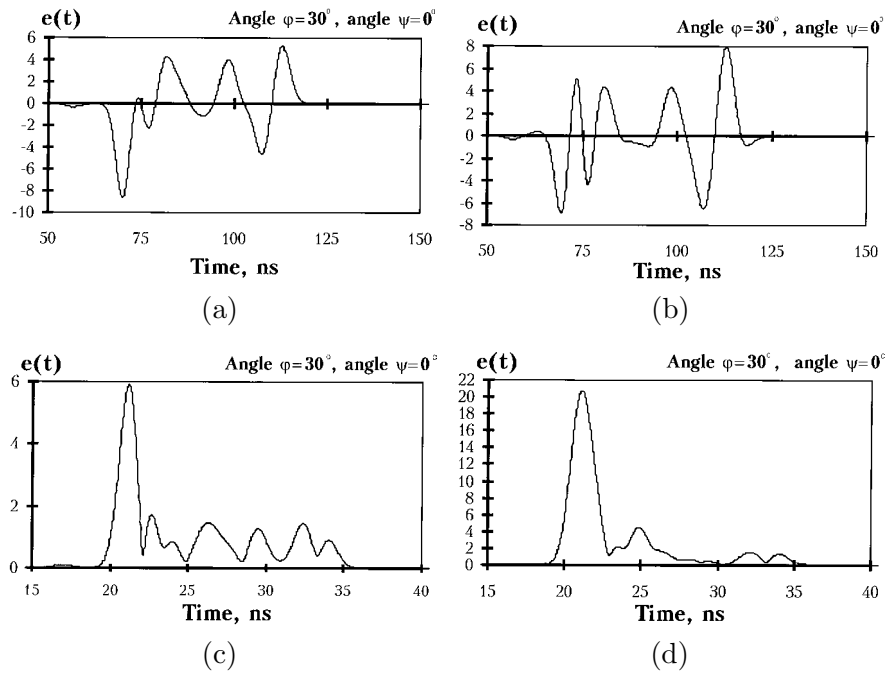 e(t) Angle φ=30°, angle ψ=0°
6
4
2
0
-2
-4
-6
-8
-10
50 75 100 125 150
Time, ns
(a)
e(t) Angle φ=30°, angle ψ=0°
8
6
4
2
0
-2
-4
-6
-8
50 75 100 125 150
Time, ns
(b)
e(t) Angle φ=30°, angle ψ=0°
6
4
2
0
15 20 25 30 35 40
Time, ns
(c)
e(t) Angle φ=30°, angle ψ=0°
22
20
18
16
14
12
10
8
6
4
2
0
15 20 25 30 35 40
Time, ns
(d)